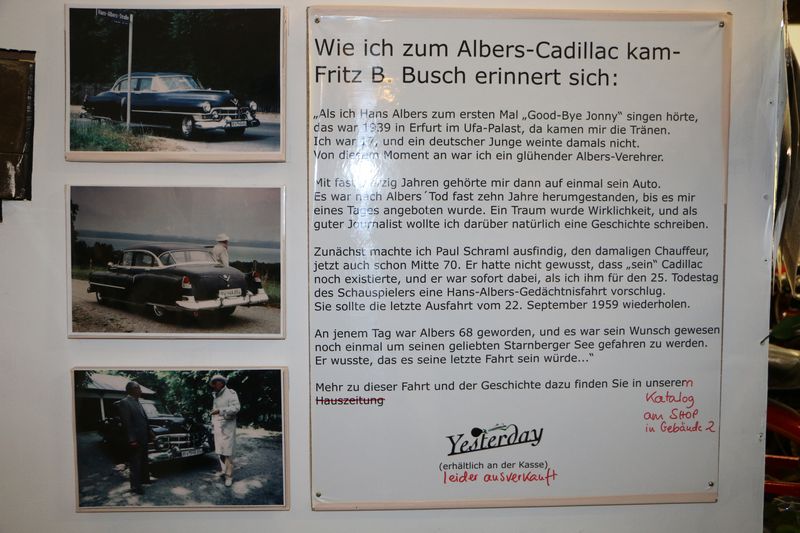 Hans-Albers-Straße
Wie ich zum Albers-Cadillac kam-
Fritz B. Busch erinnert sich:
„Als ich Hans Albers zum ersten Mal „Good-Bye Jonny“ singen hörte,
das war 1939 in Erfurt im Ufa-Palast, da kamen mir die Tränen.
Ich war 17, und ein deutscher Junge weinte damals nicht.
Von diesem Moment an war ich ein glühender Albers-Verehrer.
Mit fast vierzig Jahren gehörte mir dann auf einmal sein Auto.
Es war nach Albers´Tod fast zehn Jahre herumgestanden, bis es mir
eines Tages angeboten wurde. Ein Traum wurde Wirklichkeit, und als
guter Journalist wollte ich darüber natürlich eine Geschichte schreiben.
Zunächst machte ich Paul Schraml ausfindig, den damaligen Chauffeur,
jetzt auch schon Mitte 70. Er hatte nicht gewusst, dass „sein“ Cadillac
noch existierte, und er war sofort dabei, als ich ihm für den 25. Todestag
des Schauspielers eine Hans-Albers-Gedächtnisfahrt vorschlug.
Sie sollte die letzte Ausfahrt vom 22. September 1959 wiederholen.
An jenem Tag war Albers 68 geworden, und es war sein Wunsch gewesen
noch einmal um seinen geliebten Starnberger See gefahren zu werden.
Er wusste, das es seine letzte Fahrt sein würde...“
Mehr zu dieser Fahrt und der Geschichte dazu finden Sie in unserem
Hauszeitung
Katalog
am SHOP
in Gebäude 2
Yesterday
(erhältlich an der Kasse)
leider ausverkauft